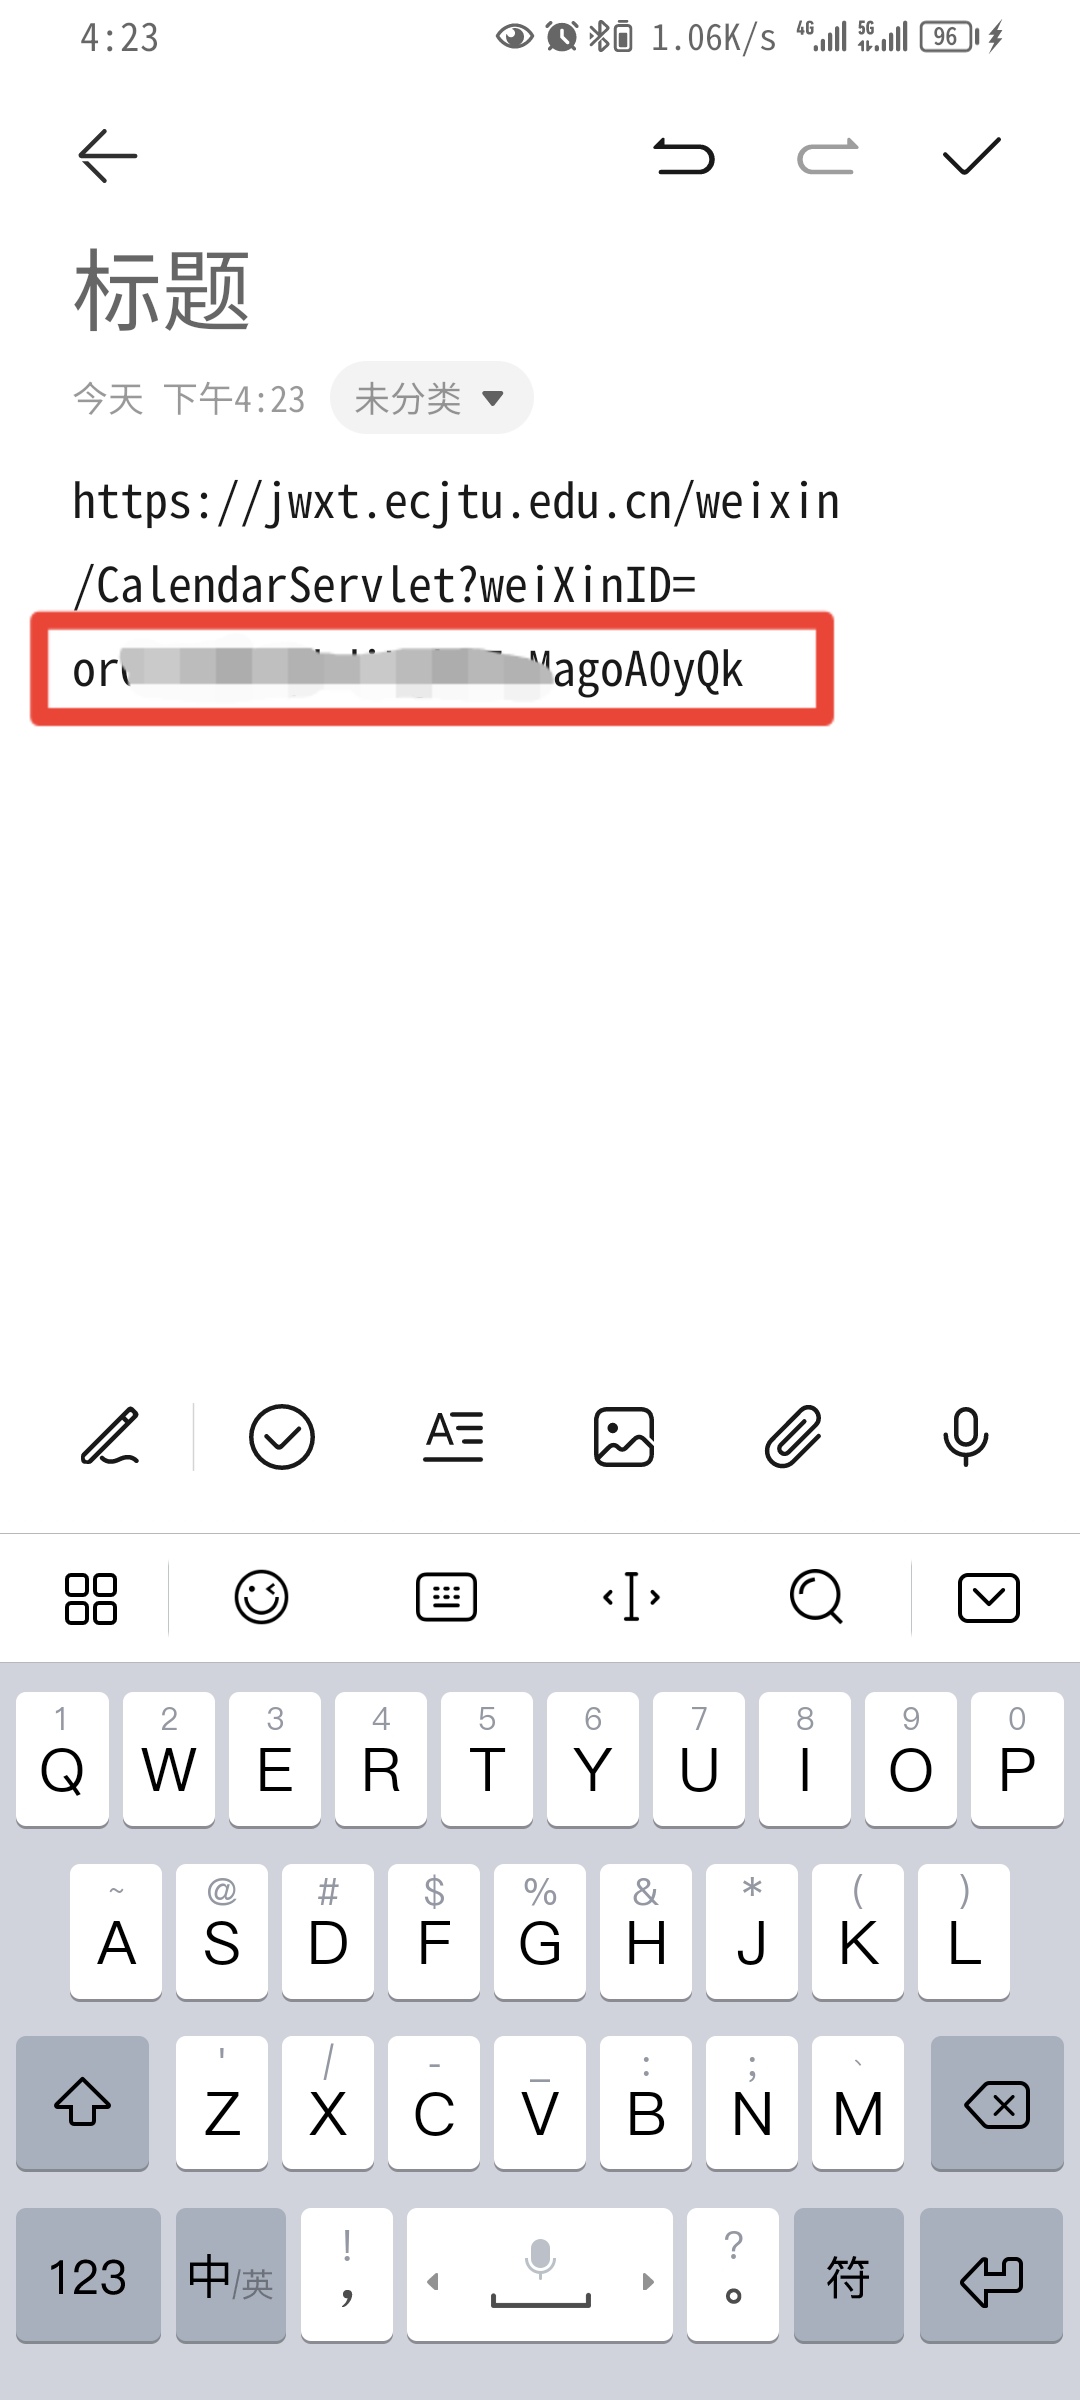 4:23
1.06K/s 4G 5G 96
标题
今天 下午4:23 未分类
https://jwxt.ecjtu.edu.cn/weixin
/CalendarServlet?weiXinID=
or MagoA0yQk
1 2 3 4 5 6 7 8 9 0
Q W E R T Y U I O P
~ @ # $ % & * ( )
A S D F G H J K L
' / - _ : ; 、
Z X C V B N M
! ?
123 中/英 , 。 符